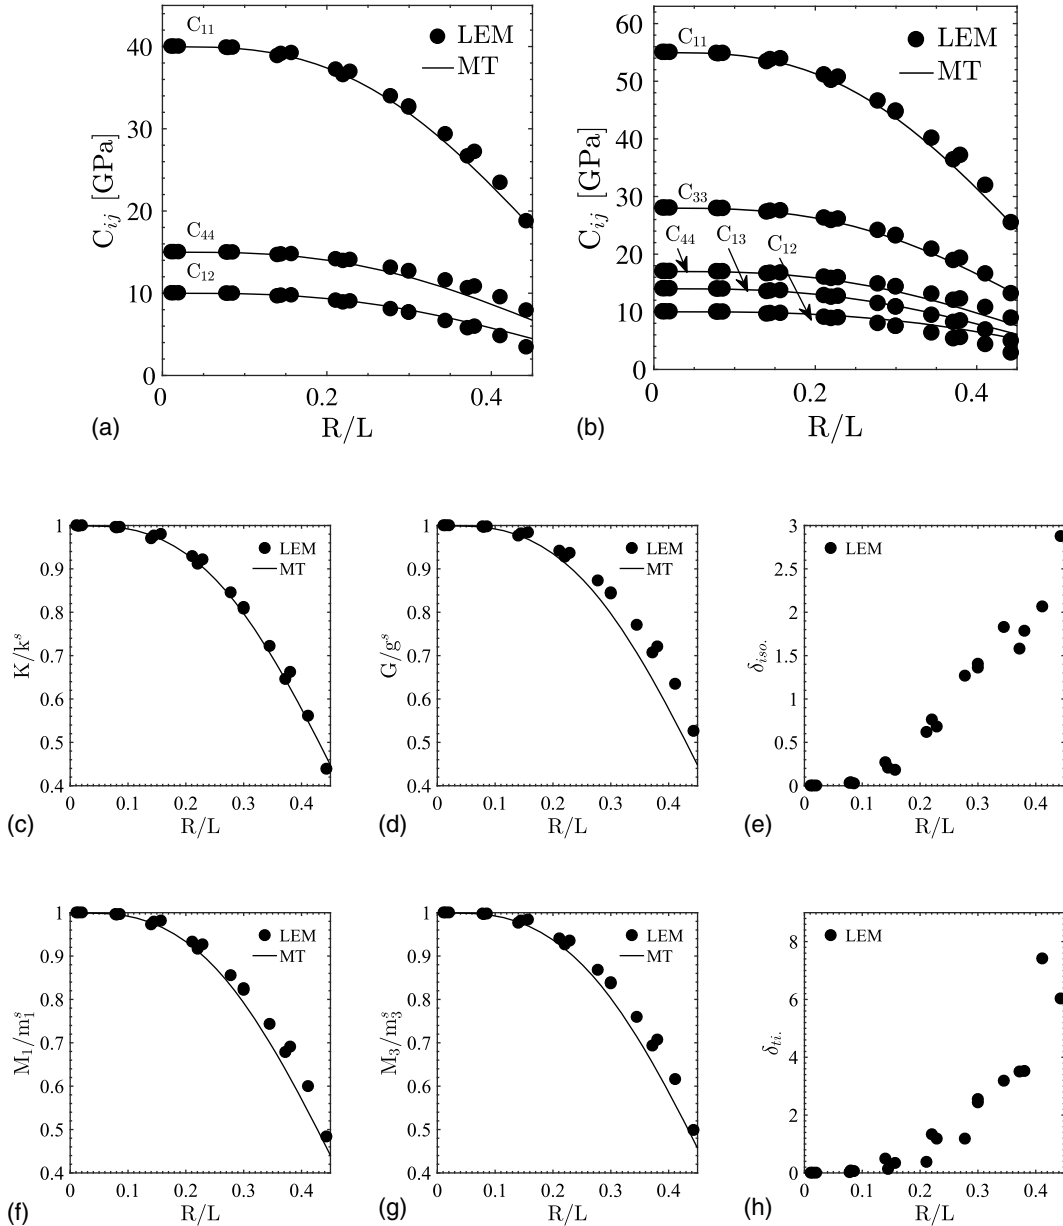 C11
LEM
MT
40
30
20
10
0
C44
C12
Cij [GPa]
0
0.2
0.4
R/L
(a)
C11
LEM
MT
60
50
40
30
20
10
0
C33
C44
C13
C12
Cij [GPa]
0
0.2
0.4
R/L
(b)
1
0.9
0.8
0.7
0.6
0.5
0.4
LEM
MT
K/k^s
0 0.1 0.2 0.3 0.4
R/L
(c)
1
0.9
0.8
0.7
0.6
0.5
0.4
LEM
MT
G/g^s
0 0.1 0.2 0.3 0.4
R/L
(d)
3
2.5
2
1.5
1
0.5
0
LEM
δiso.
0 0.1 0.2 0.3 0.4
R/L
(e)
1
0.9
0.8
0.7
0.6
0.5
0.4
LEM
MT
M1/m1^s
0 0.1 0.2 0.3 0.4
R/L
(f)
1
0.9
0.8
0.7
0.6
0.5
0.4
LEM
MT
M3/m3^s
0 0.1 0.2 0.3 0.4
R/L
(g)
8
6
4
2
0
LEM
δti.
0 0.1 0.2 0.3 0.4
R/L
(h)